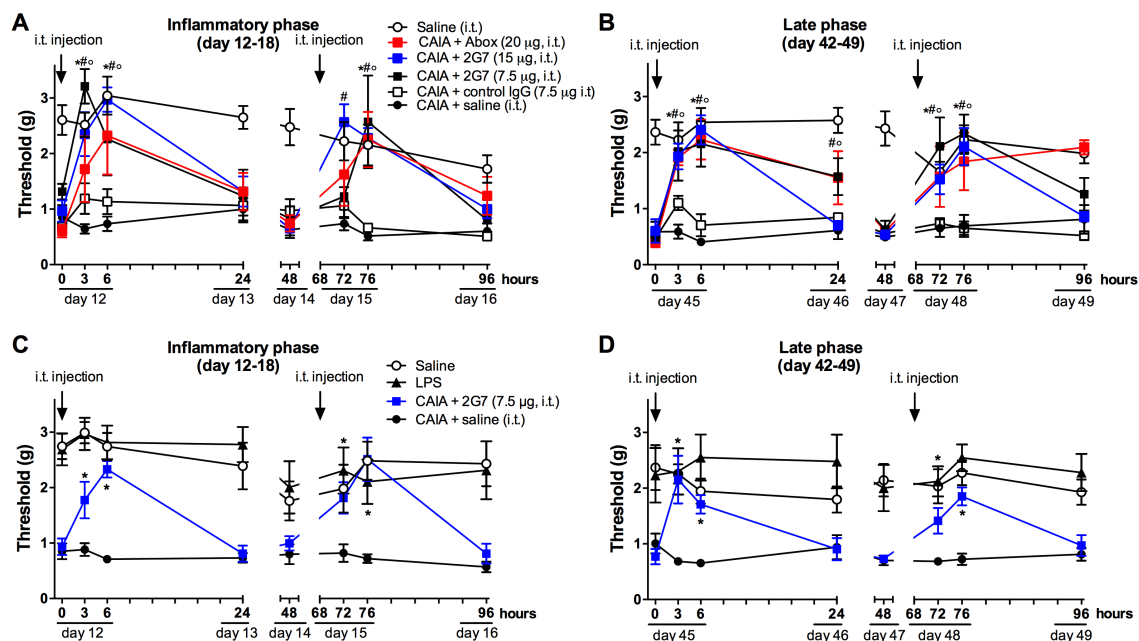 A
Inflammatory phase
(day 12-18)
i.t. injection
Saline (i.t.)
CAIA + Abox (20 µg, i.t.)
CAIA + 2G7 (15 µg, i.t.)
CAIA + 2G7 (7.5 µg, i.t.)
CAIA + control IgG (7.5 µg i.t)
CAIA + saline (i.t.)
*#○ *#○ # *#○
Threshold (g)
3
2
1
0
0 3 6 24 48 68 72 76 96 hours
day 12 day 13 day 14 day 15 day 16
B
Late phase
(day 42-49)
i.t. injection
*#○ *#○ #○ *#○ *#○
Threshold (g)
3
2
1
0
0 3 6 24 48 68 72 76 96
day 45 day 46 day 47 day 48 day 49
C
Inflammatory phase
(day 12-18)
i.t. injection i.t. injection
Saline
LPS
CAIA + 2G7 (7.5 µg, i.t.)
CAIA + saline (i.t.)
* * * *
Threshold (g)
3
2
1
0
0 3 6 24 48 68 72 76 96 hours
day 12 day 13 day 14 day 15 day 16
D
Late phase
(day 42-49)
i.t. injection i.t. injection
* * * *
Threshold (g)
3
2
1
0
0 3 6 24 48 68 72 76 96
day 45 day 46 day 47 day 48 day 49